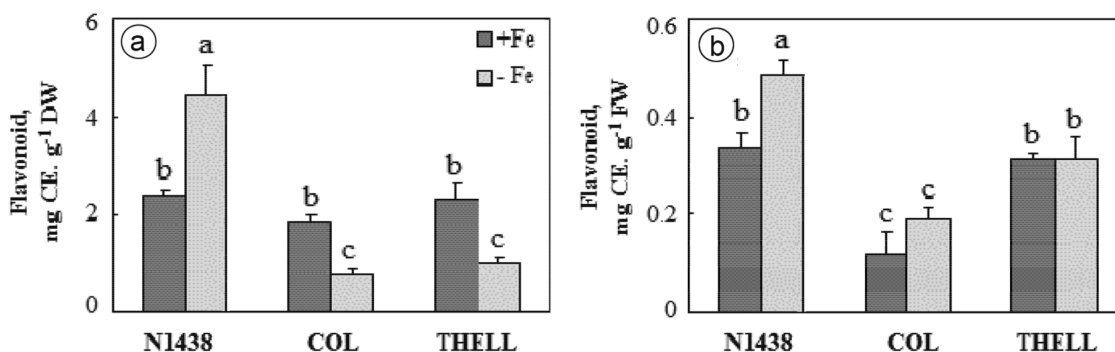 a
Flavonoid,
mg CE. g-1 DW
6
4
2
0
+Fe
- Fe
b
a
b
c
b
c
N1438
COL
THELL
b
Flavonoid,
mg CE. g-1 FW
0.6
0.4
0.2
0
b
a
c
c
b
b
N1438
COL
THELL